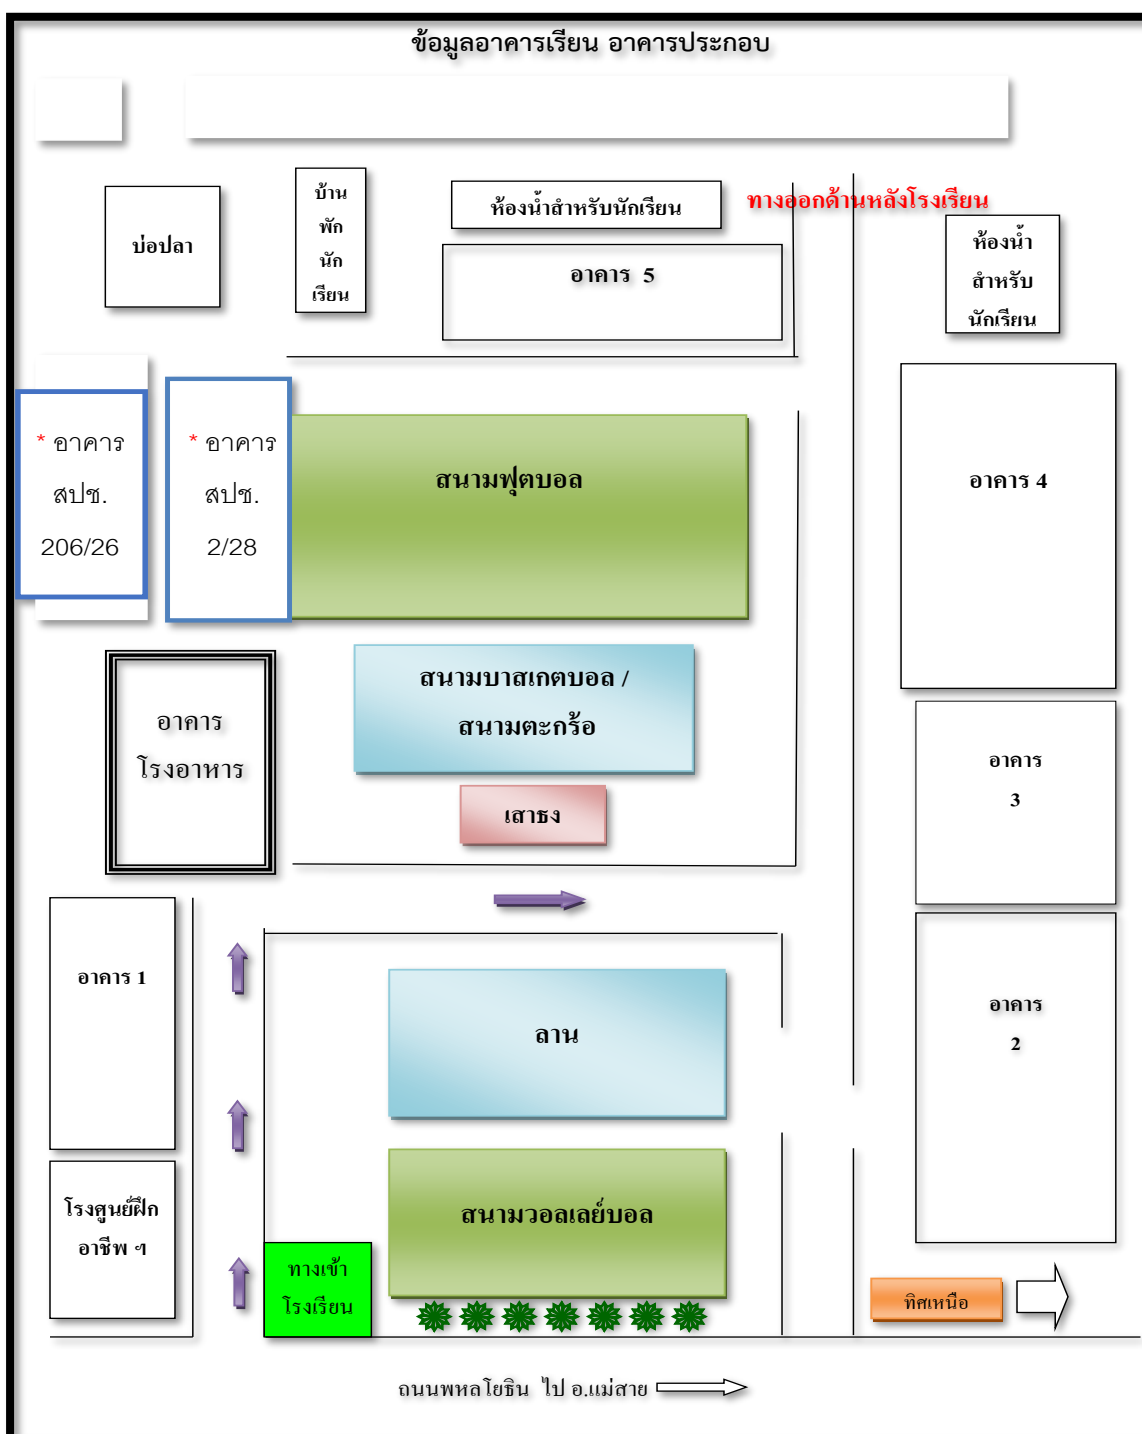 ข้อมูลอาคารเรียน อาคารประกอบ
บ่อปลา
บ้าน
พัก
นัก
เรียน
ห้องน้ำสำหรับนักเรียน
ทางออกด้านหลังโรงเรียน
อาคาร 5
ห้องน้ำ
สำหรับ
นักเรียน
* อาคาร
สปช.
206/26
* อาคาร
สปช.
2/28
สนามฟุตบอล
อาคาร 4
อาคาร
โรงอาหาร
สนามบาสเกตบอล /
สนามตะกร้อ
เสาธง
อาคาร
3
อาคาร 1
ลาน
อาคาร
2
โรงศูนย์ฝึก
อาชีพ ฯ
สนามวอลเลย์บอล
ทางเข้า
โรงเรียน
ทิศเหนือ
ถนนพหลโยธิน ไป อ.แม่สาย